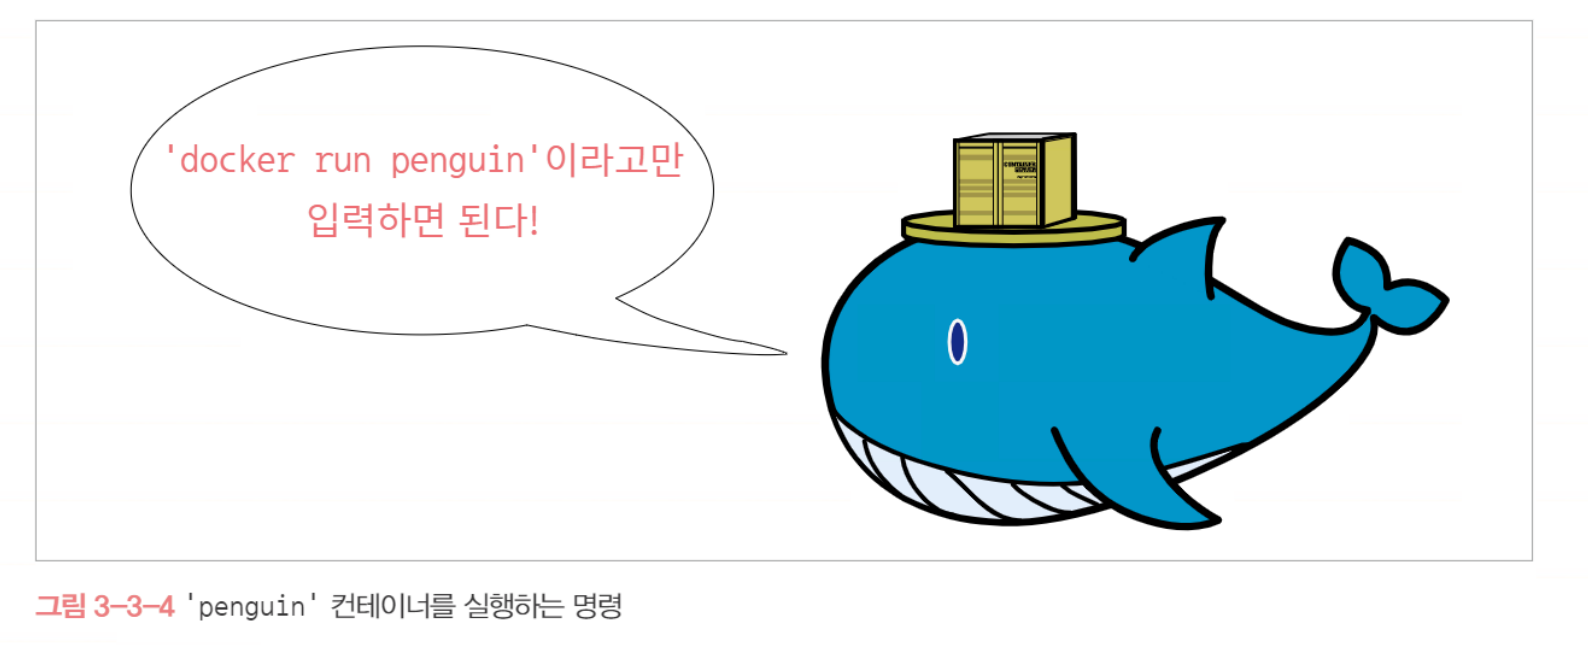 'docker run penguin'이라고만
입력하면 된다!
그림 3-3-4 'penguin' 컨테이너를 실행하는 명령